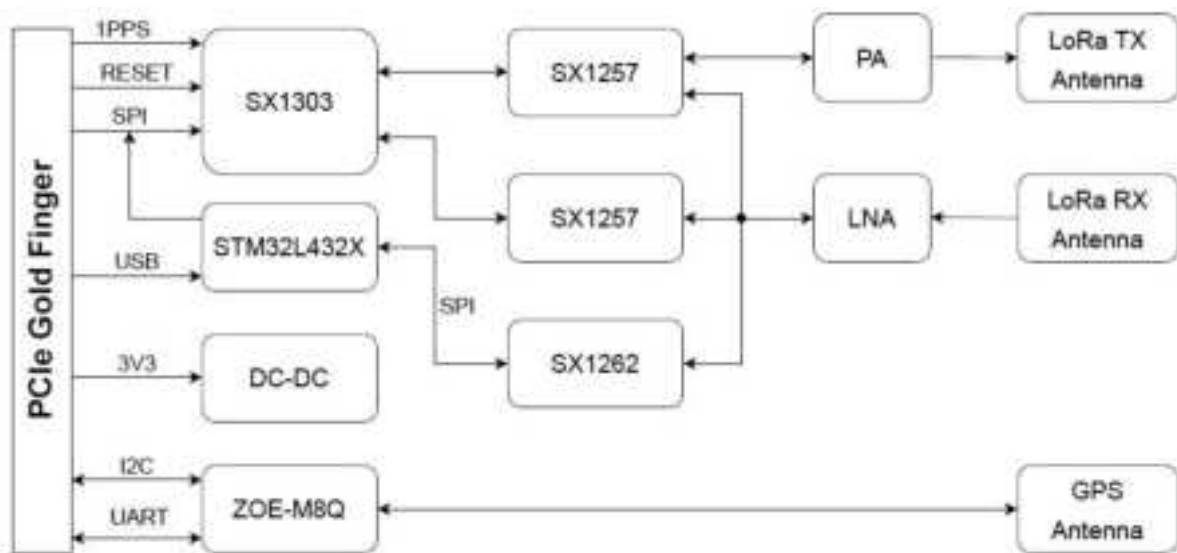 PCIe Gold Finger
1PPS
RESET
SPI
USB
3V3
I2C
UART
SX1303
STM32L432X
DC-DC
ZOE-M8Q
SPI
SX1257
SX1257
SX1262
PA
LNA
LoRa TX
Antenna
LoRa RX
Antenna
GPS
Antenna